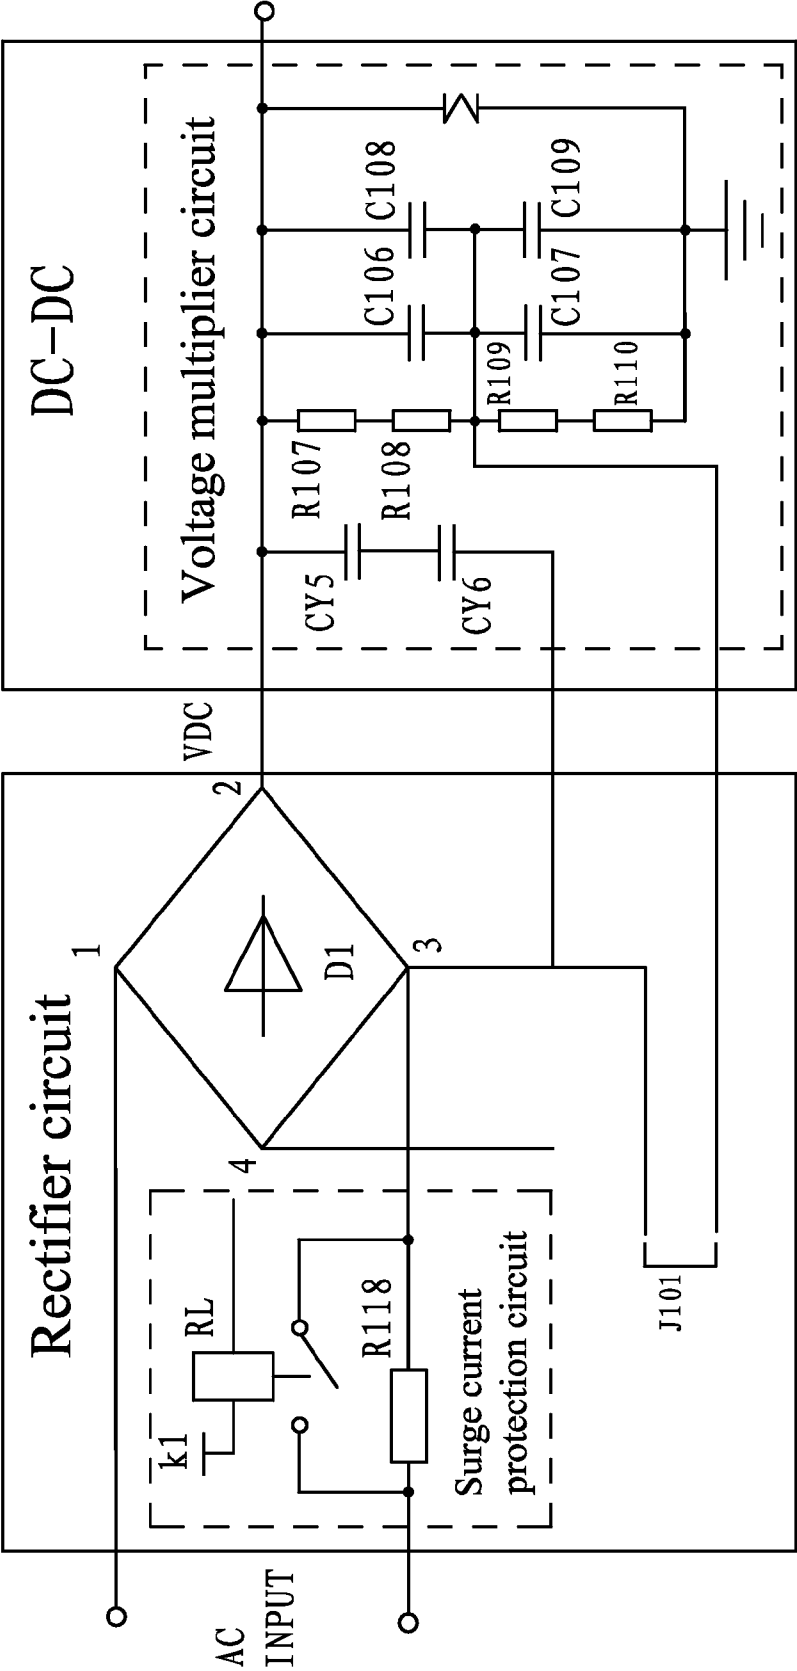 Rectifier circuit
DC-DC
Voltage multiplier circuit
AC
INPUT
k1
RL
R118
Surge current
protection circuit
1
2
3
4
D1
VDC
J101
CY5
CY6
R107
R108
R109
R110
C106
C107
C108
C109